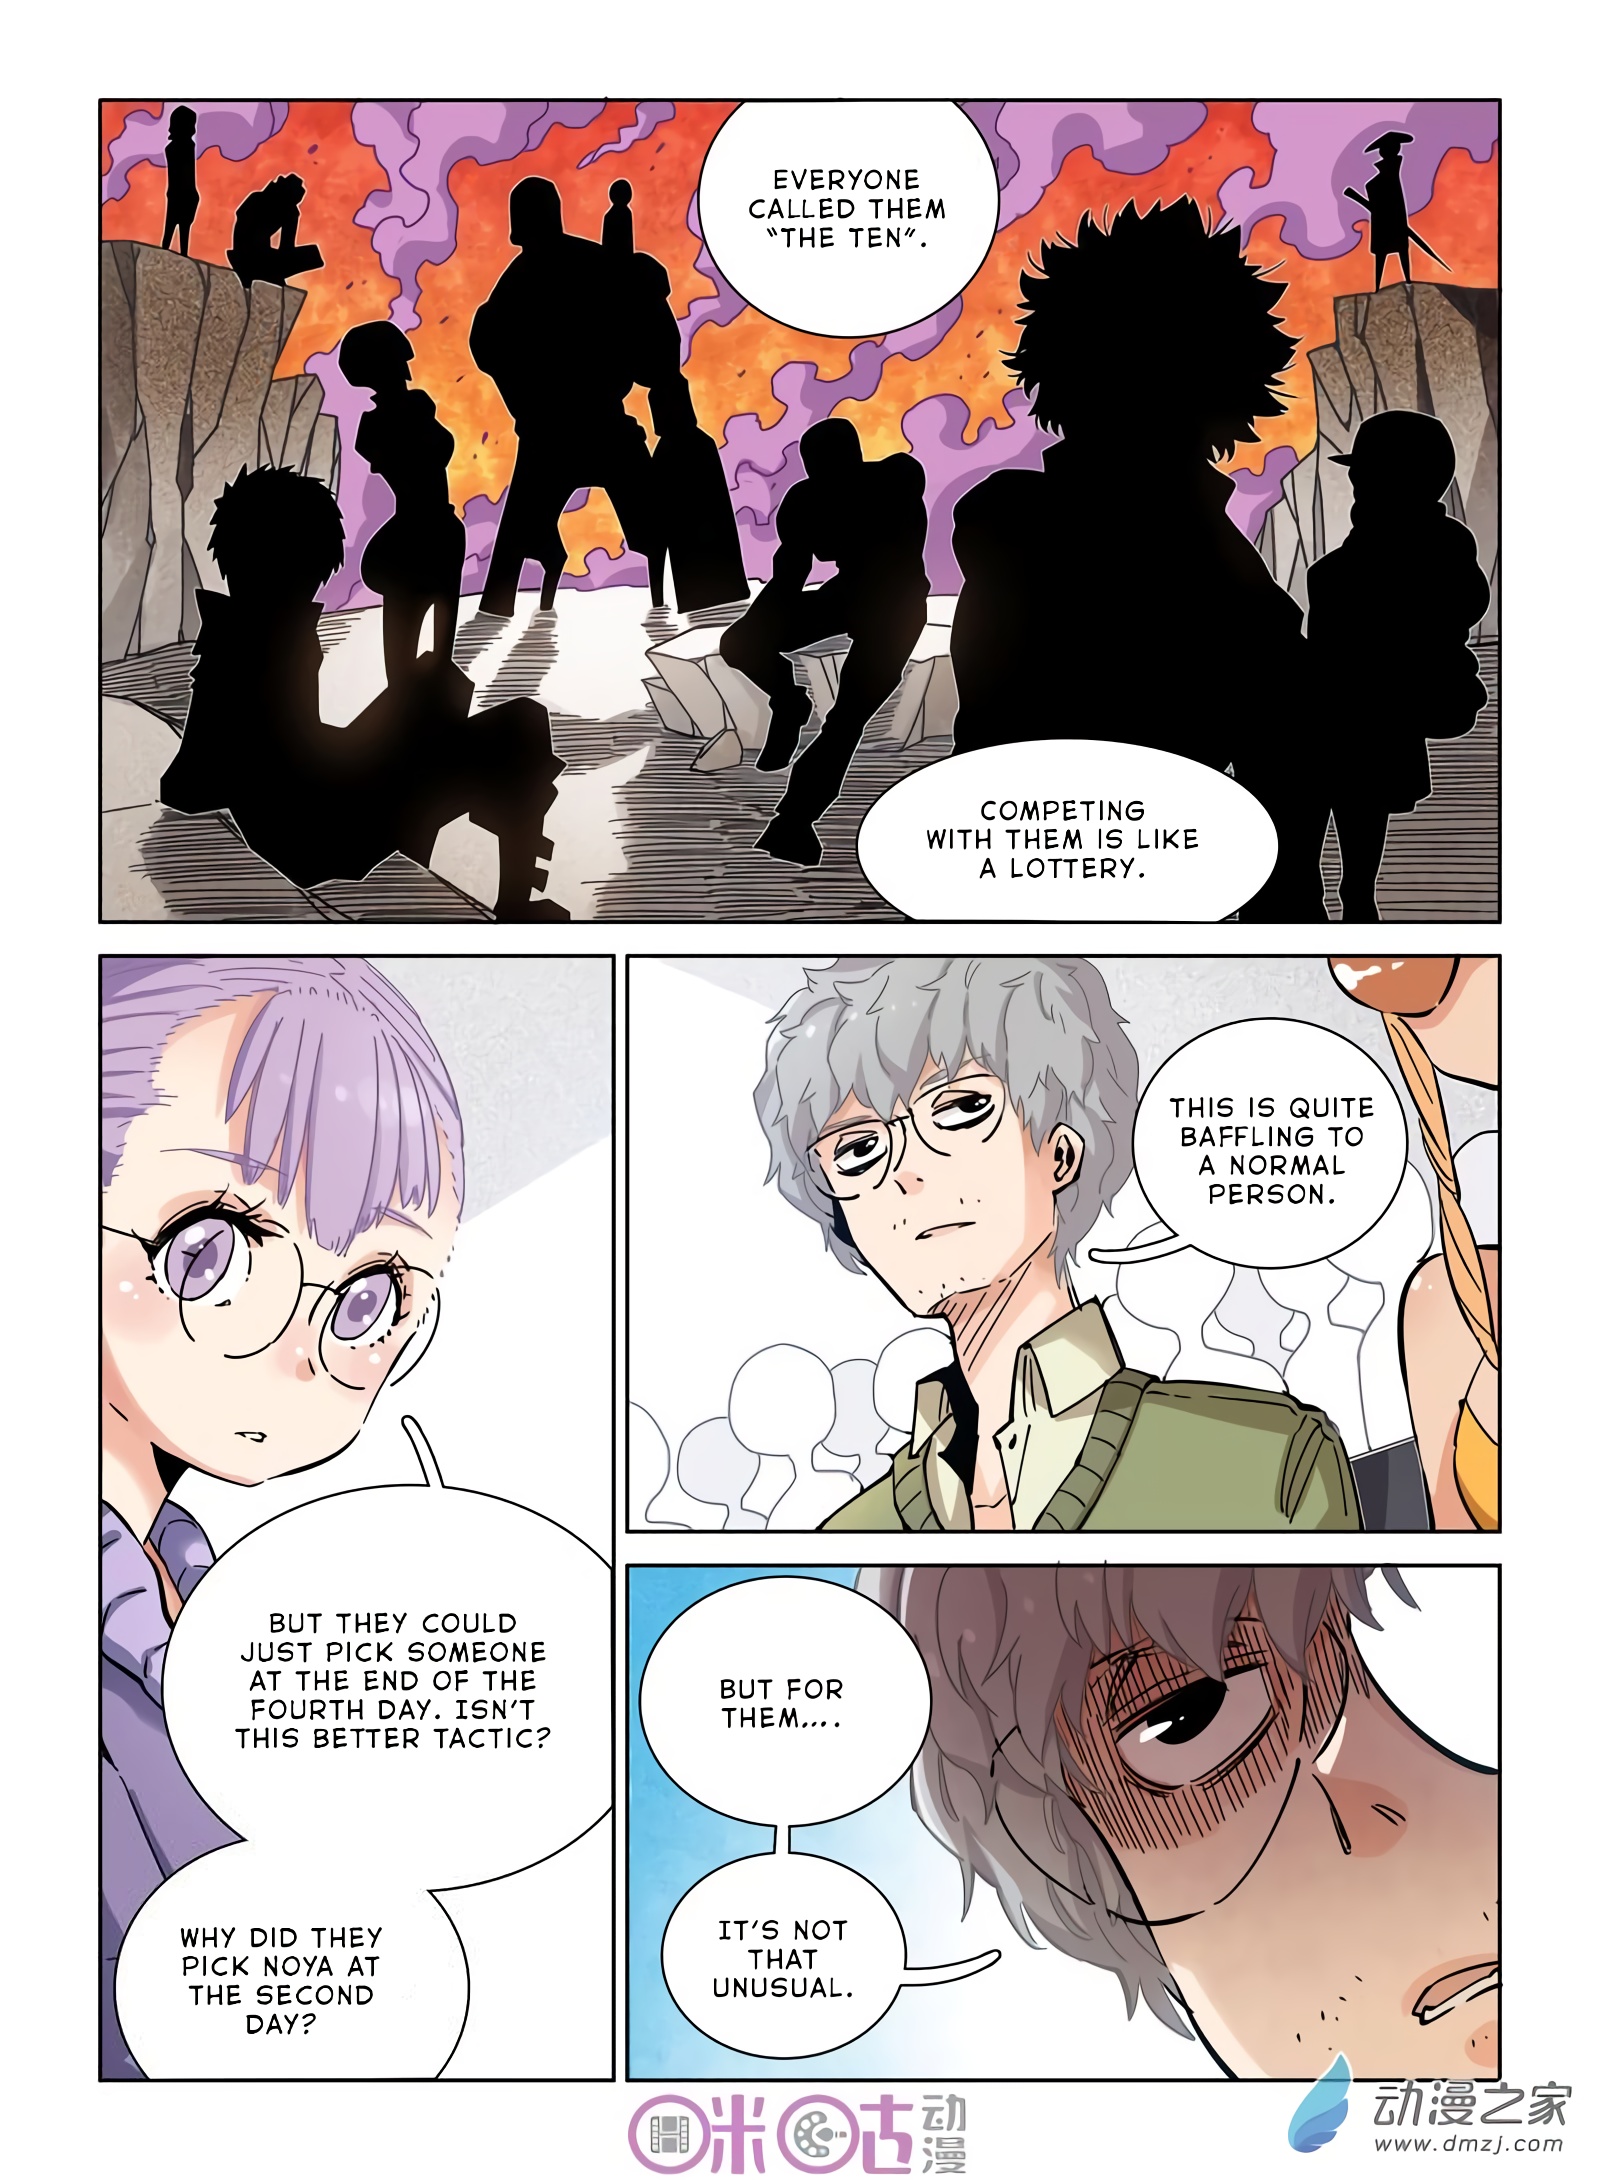 EVERYONE
CALLED THEM
"THE TEN".
COMPETING
WITH THEM IS LIKE
A LOTTERY.
BUT THEY COULD
JUST PICK SOMEONE
AT THE END OF THE
FOURTH DAY. ISN'T
THIS BETTER TACTIC?
WHY DID THEY
PICK NOYA AT
THE SECOND
DAY?
THIS IS QUITE
BAFFLING TO
A NORMAL
PERSON.
BUT FOR
THEM....
IT'S NOT
THAT
UNUSUAL.
咪咕动漫
动漫之家
www.dmzj.com